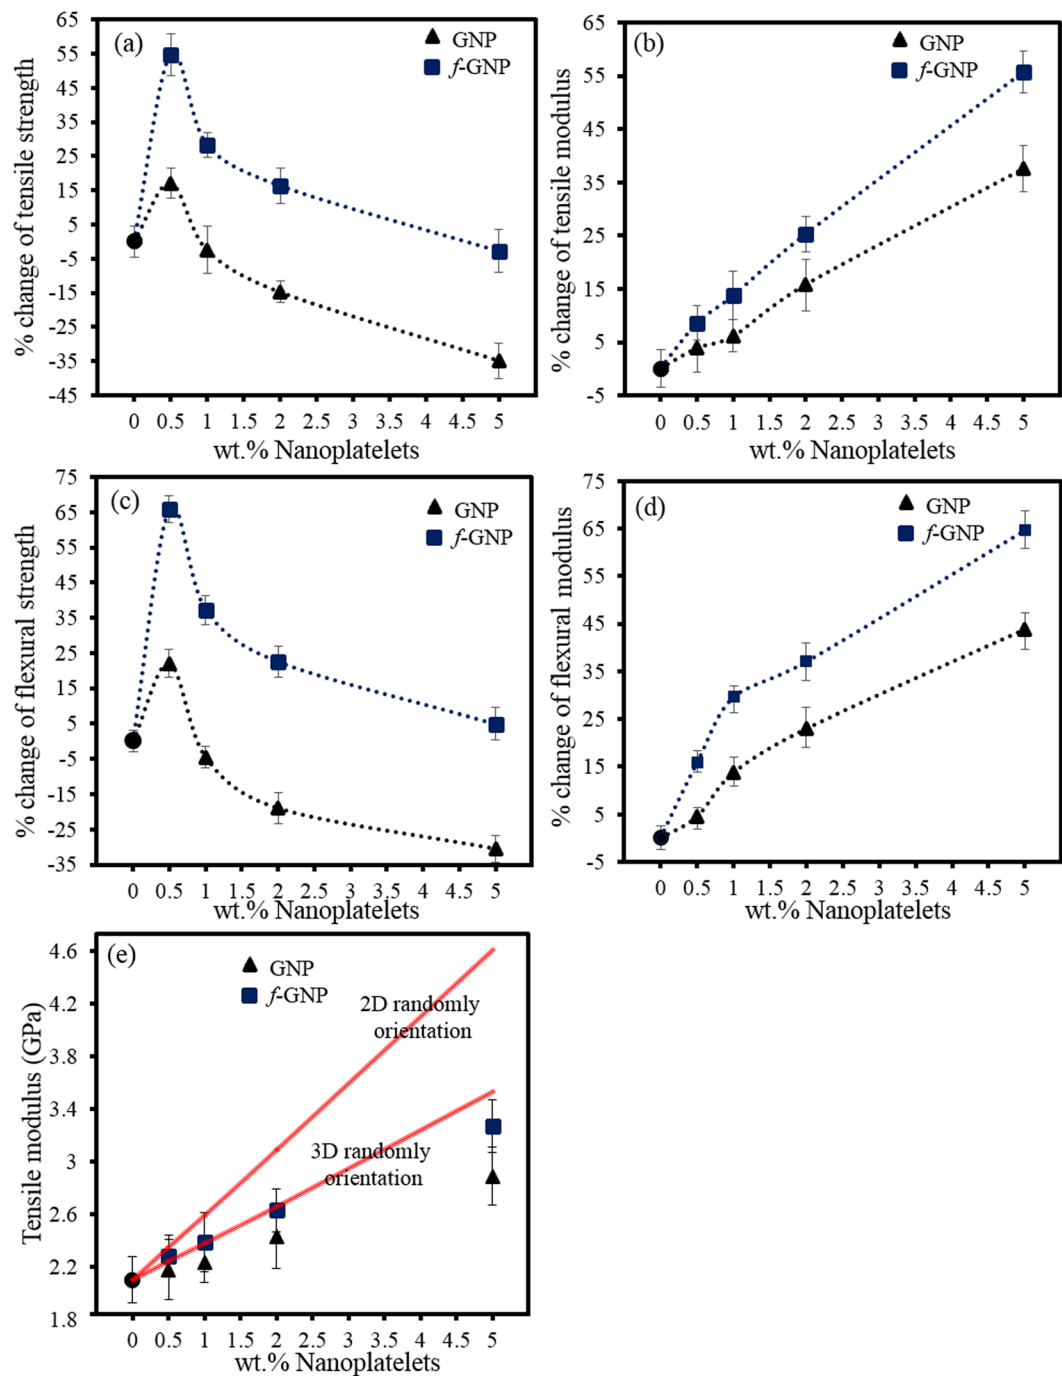 (a)
GNP
f-GNP
% change of tensile strength
65
55
45
35
25
15
5
-5
-15
-25
-35
-45
0 0.5 1 1.5 2 2.5 3 3.5 4 4.5 5
wt.% Nanoplatelets
(b)
GNP
f-GNP
% change of tensile modulus
65
55
45
35
25
15
5
-5
0 0.5 1 1.5 2 2.5 3 3.5 4 4.5 5
wt.% Nanoplatelets
(c)
GNP
f-GNP
% change of flexural strength
75
65
55
45
35
25
15
5
-5
-15
-25
-35
0 0.5 1 1.5 2 2.5 3 3.5 4 4.5 5
wt.% Nanoplatelets
(d)
GNP
f-GNP
% change of flexural modulus
75
65
55
45
35
25
15
5
-5
0 0.5 1 1.5 2 2.5 3 3.5 4 4.5 5
wt.% Nanoplatelets
(e)
GNP
f-GNP
2D randomly
orientation
3D randomly
orientation
Tensile modulus (GPa)
4.6
4.2
3.8
3.4
3
2.6
2.2
1.8
0 0.5 1 1.5 2 2.5 3 3.5 4 4.5 5
wt.% Nanoplatelets